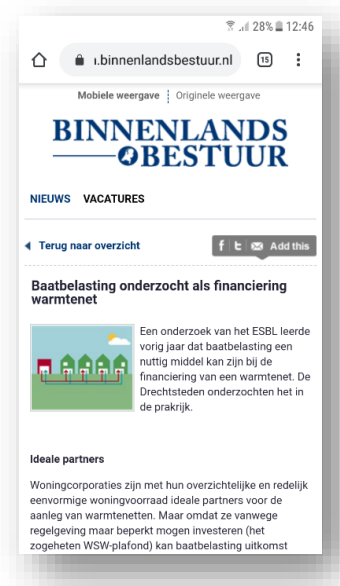 28% 12:46
ı.binnenlandsbestuur.nl 15
Mobiele weergave Originele weergave
BINNENLANDS
BESTUUR
NIEUWS VACATURES
Terug naar overzicht f t Add this
Baatbelasting onderzocht als financiering
warmtenet
Een onderzoek van het ESBL leerde
vorig jaar dat baatbelasting een
nuttig middel kan zijn bij de
financiering van een warmtenet. De
Drechtsteden onderzochten het in
de prakrijk.
Ideale partners
Woningcorporaties zijn met hun overzichtelijke en redelijk
eenvormige woningvoorraad ideale partners voor de
aanleg van warmtenetten. Maar omdat ze vanwege
regelgeving maar beperkt mogen investeren (het
zogeheten WSW-plafond) kan baatbelasting uitkomst